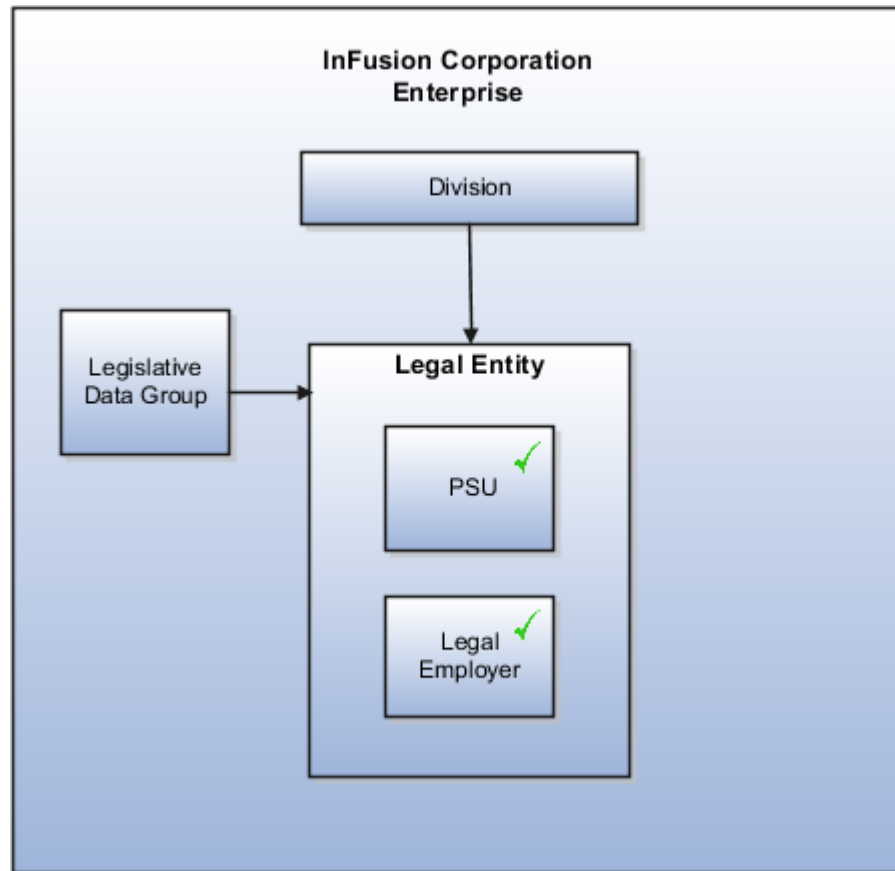 InFusion Corporation
Enterprise
Division
Legislative
Data Group
Legal Entity
PSU
Legal
Employer